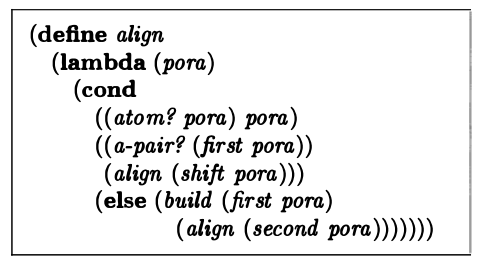 (define align
(lambda (pora)
(cond
((atom? pora) pora)
((a-pair? (first pora))
(align (shift pora)))
(else (build (first pora)
(align (second pora)))))))